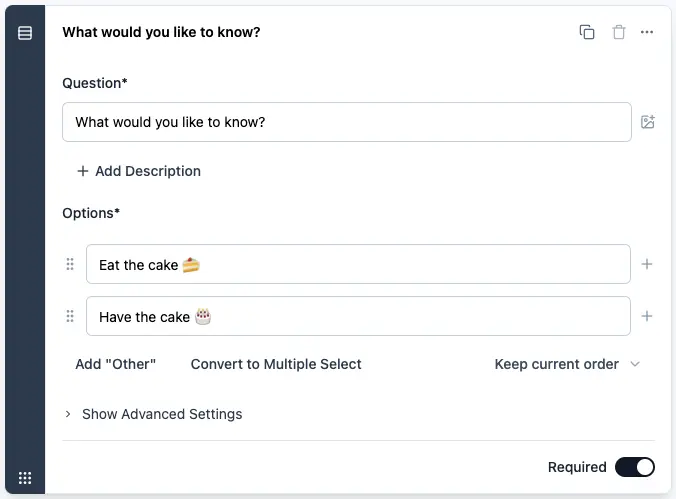 What would you like to know?
Question*
What would you like to know?
+ Add Description
Options*
Eat the cake 🍰
Have the cake 🎂
Add "Other" Convert to Multiple Select Keep current order
Show Advanced Settings
Required